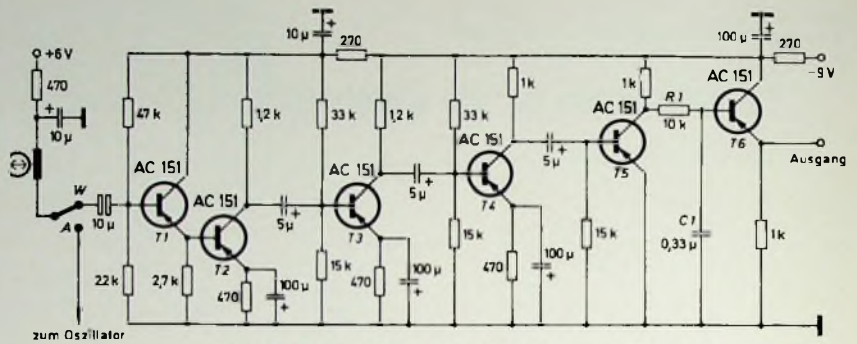 +6V
470
10µ
W
A
10µ
zum Oszillator
47k
22k
AC 151
T1
2,7k
1,2k
AC 151
T2
470
100µ
5µ
10µ
270
33k
15k
1,2k
AC 151
T3
470
100µ
5µ
33k
15k
1k
AC 151
T4
470
100µ
5µ
15k
1k
AC 151
T5
R1
10k
C1
0,33µ
100µ
270
-9V
AC 151
T6
Ausgang
1k